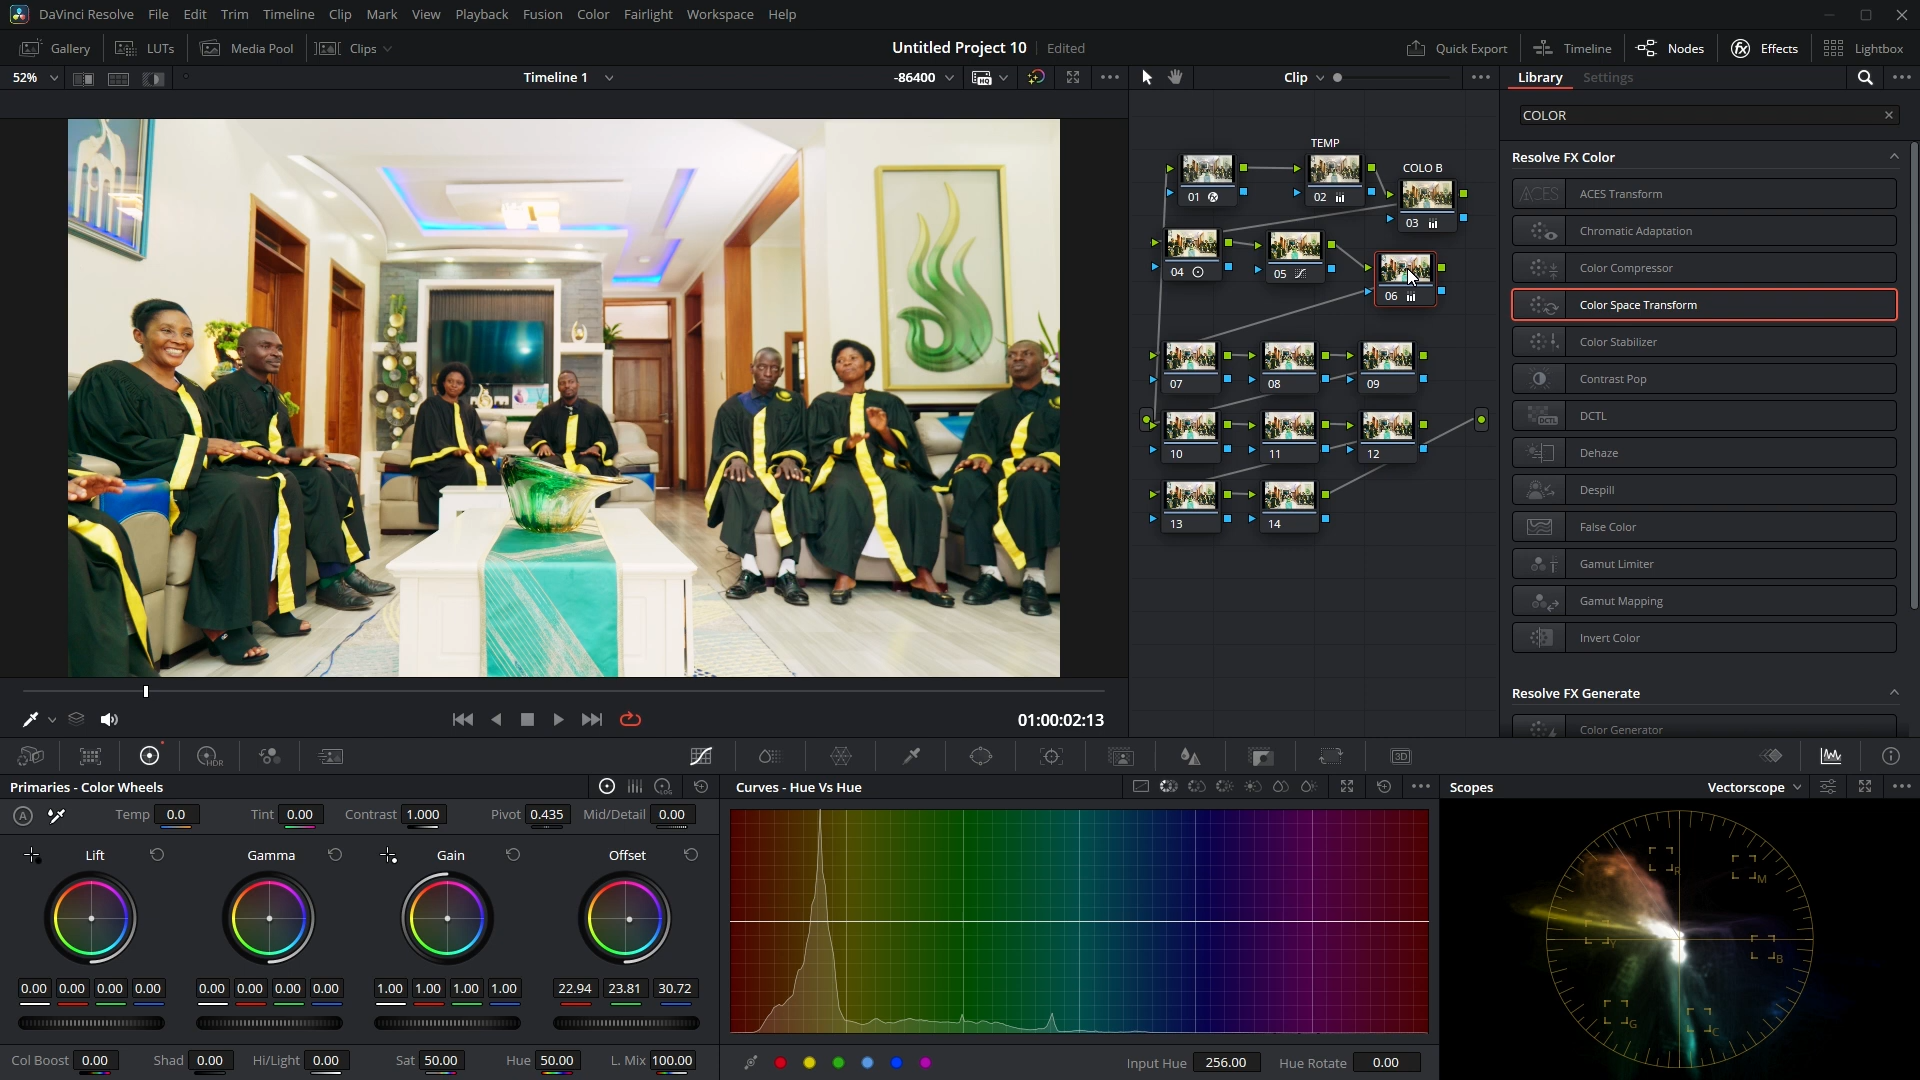 DaVinci Resolve File Edit Trim Timeline Clip Mark View Playback Fusion Color Fairlight Workspace Help
Gallery LUTs Media Pool Clips Untitled Project 10 Edited Quick Export Timeline Nodes Effects Lightbox
52% Timeline 1 -86400 HQ Clip Library Settings
COLOR
TEMP
COLO B
01 02 03
04 05 06
07 08 09
10 11 12
13 14
Resolve FX Color
ACES ACES Transform
Chromatic Adaptation
Color Compressor
Color Space Transform
Color Stabilizer
Contrast Pop
DCTL DCTL
Dehaze
Despill
False Color
Gamut Limiter
Gamut Mapping
Invert Color
Resolve FX Generate
Color Generator
01:00:02:13
HDR 3D
Primaries - Color Wheels LOG Curves - Hue Vs Hue Scopes Vectorscope
A Temp 0.0 Tint 0.00 Contrast 1.000 Pivot 0.435 Mid/Detail 0.00
Lift Gamma Gain Offset
0.00 0.00 0.00 0.00 0.00 0.00 0.00 0.00 1.00 1.00 1.00 1.00 22.94 23.81 30.72
Col Boost 0.00 Shad 0.00 Hi/Light 0.00 Sat 50.00 Hue 50.00 L. Mix 100.00
Input Hue 256.00 Hue Rotate 0.00
R M
Y B
G C